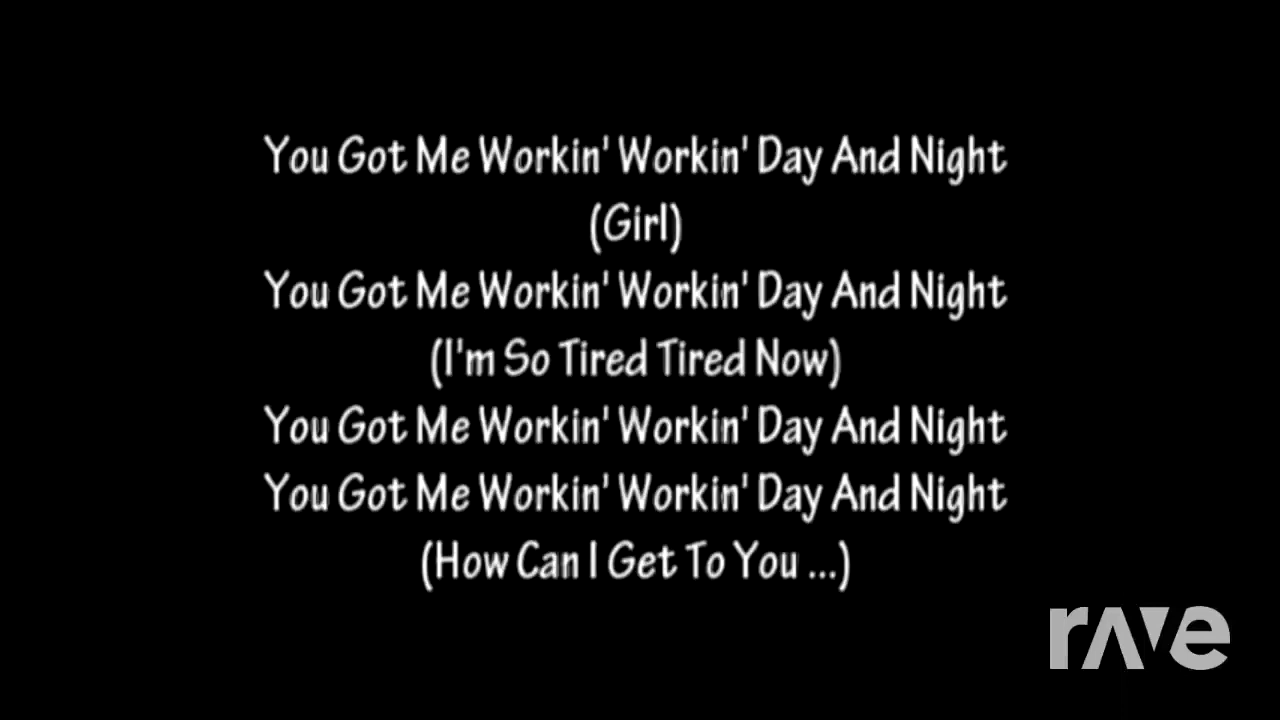 You Got Me Workin' Workin' Day And Night
(Girl)
You Got Me Workin' Workin' Day And Night
(I'm So Tired Tired Now)
You Got Me Workin' Workin' Day And Night
You Got Me Workin' Workin' Day And Night
(How Can I Get To You ...)
rave